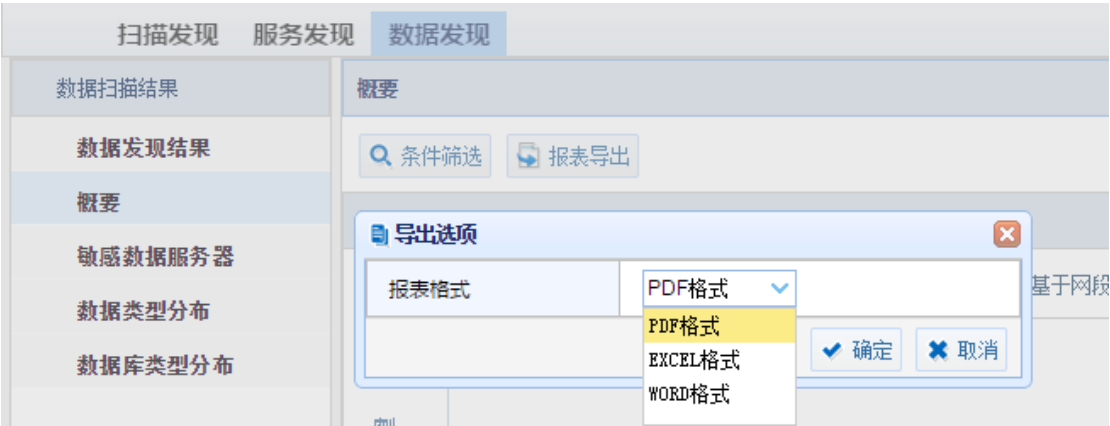 扫描发现 服务发现 数据发现
数据扫描结果
数据发现结果
概要
敏感数据服务器
数据类型分布
数据库类型分布
概要
条件筛选 报表导出
导出选项
报表格式 PDF格式
PDF格式
EXCEL格式
WORD格式
确定 取消
基于网段